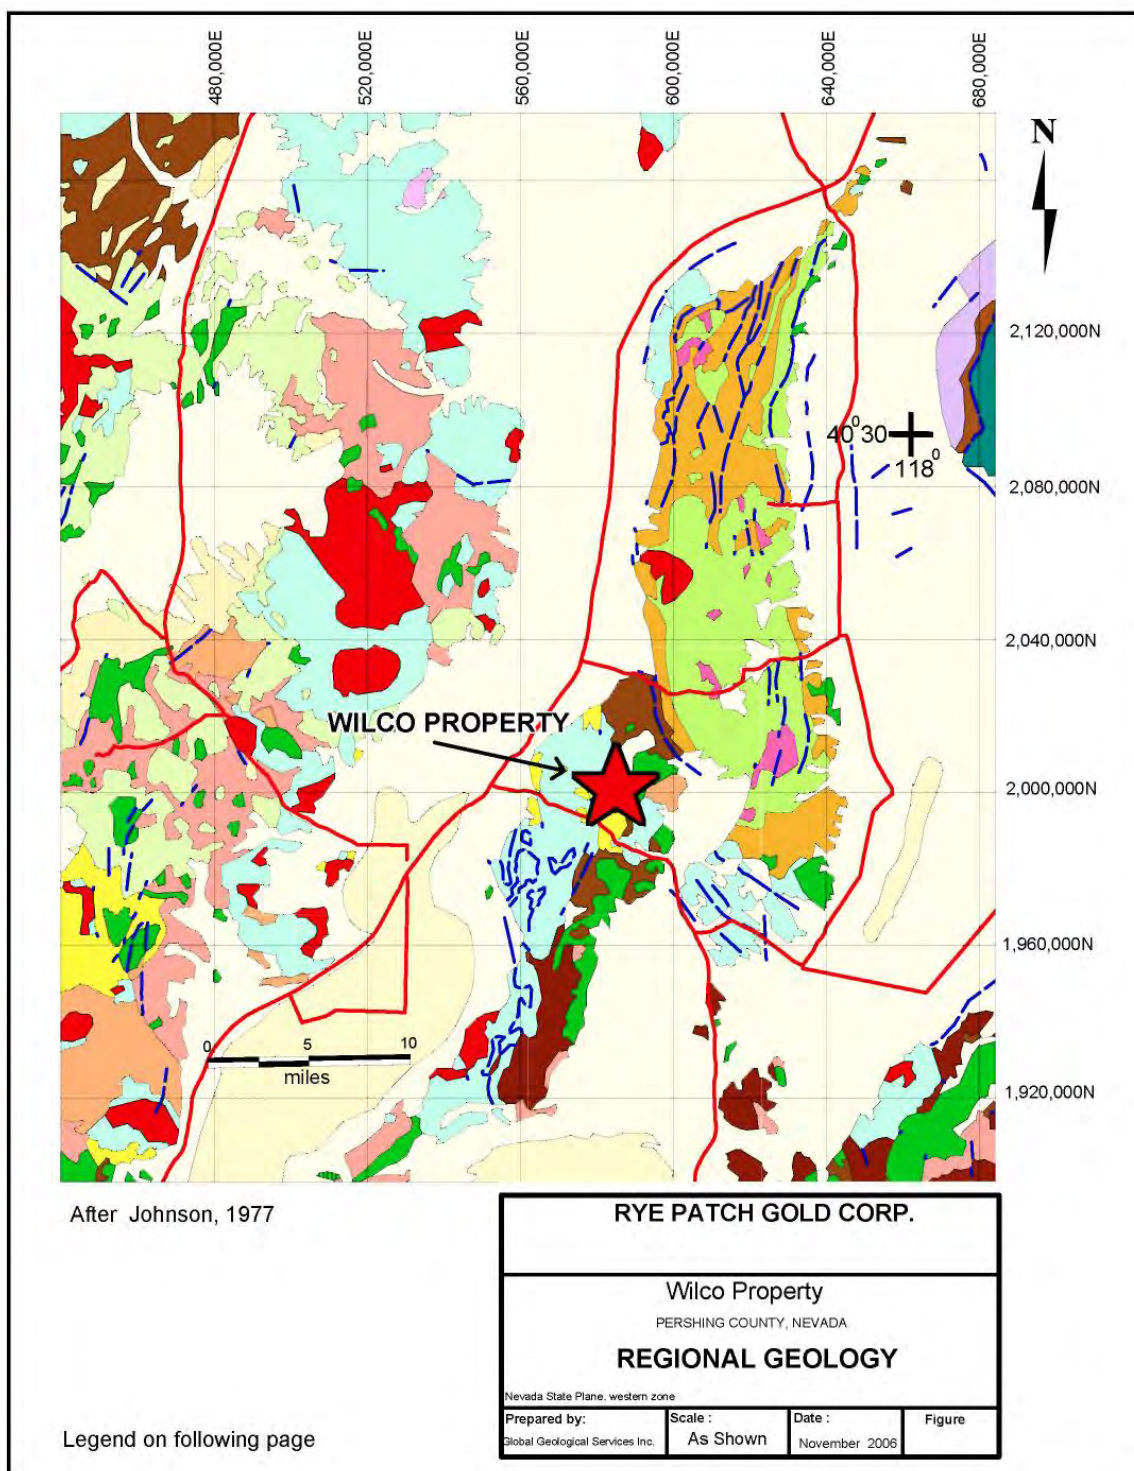 480,000E
520,000E
560,000E
600,000E
640,000E
680,000E
N
2,120,000N
40°30
118°
2,080,000N
2,040,000N
WILCO PROPERTY
2,000,000N
1,960,000N
0 5 10
miles
1,920,000N
After Johnson, 1977
RYE PATCH GOLD CORP.
Wilco Property
PERSHING COUNTY, NEVADA
REGIONAL GEOLOGY
Nevada State Plane, western zone
Prepared by:
Global Geological Services Inc.
Scale :
As Shown
Date :
November 2006
Figure
Legend on following page